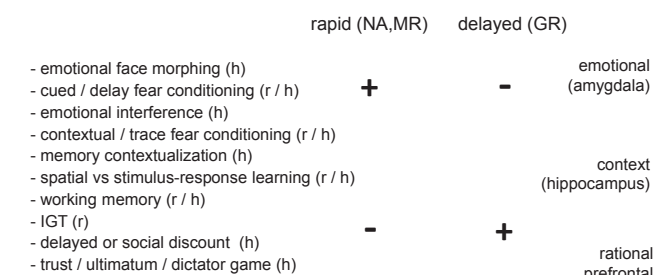 rapid (NA,MR) delayed (GR)
- emotional face morphing (h)
- cued / delay fear conditioning (r / h)
- emotional interference (h)
- contextual / trace fear conditioning (r / h)
- memory contextualization (h)
- spatial vs stimulus-response learning (r / h)
- working memory (r / h)
- IGT (r)
- delayed or social discount (h)
- trust / ultimatum / dictator game (h)
+ -
- +
emotional
(amygdala)
context
(hippocampus)
rational
prefrontal